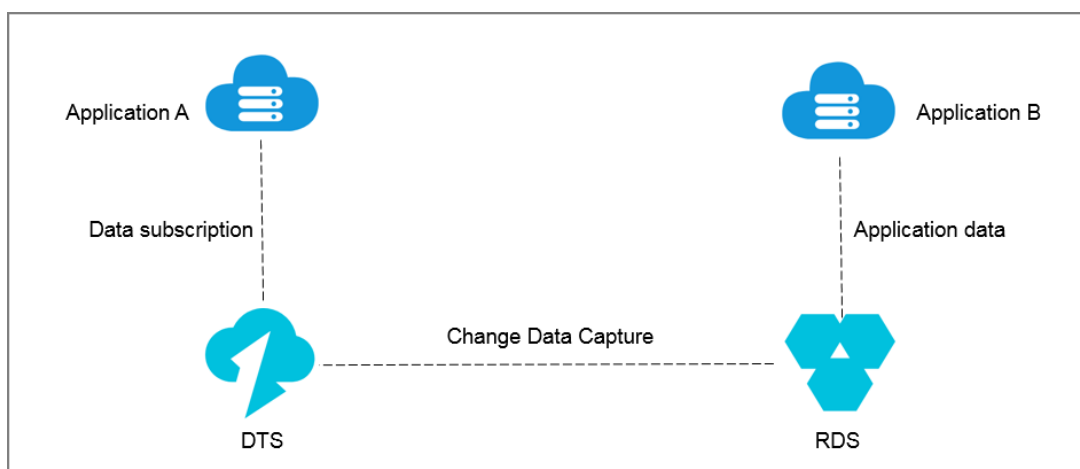 Application A
Application B
Data subscription
Application data
Change Data Capture
DTS
RDS